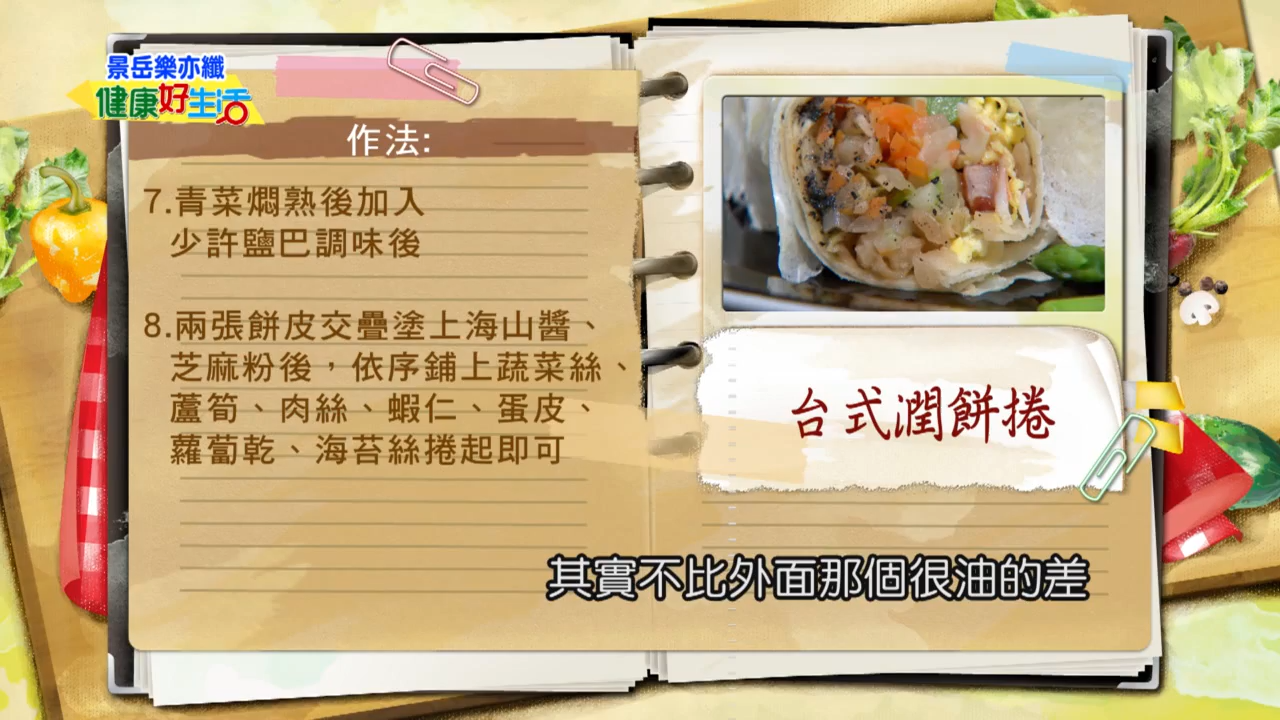 景岳樂亦纖
健康好生活
作法:
7.青菜燜熟後加入
少許鹽巴調味後
8.兩張餅皮交疊塗上海山醬、
芝麻粉後，依序鋪上蔬菜絲、
蘆筍、肉絲、蝦仁、蛋皮、
蘿蔔乾、海苔絲捲起即可
台式潤餅捲
其實不比外面那個很油的差